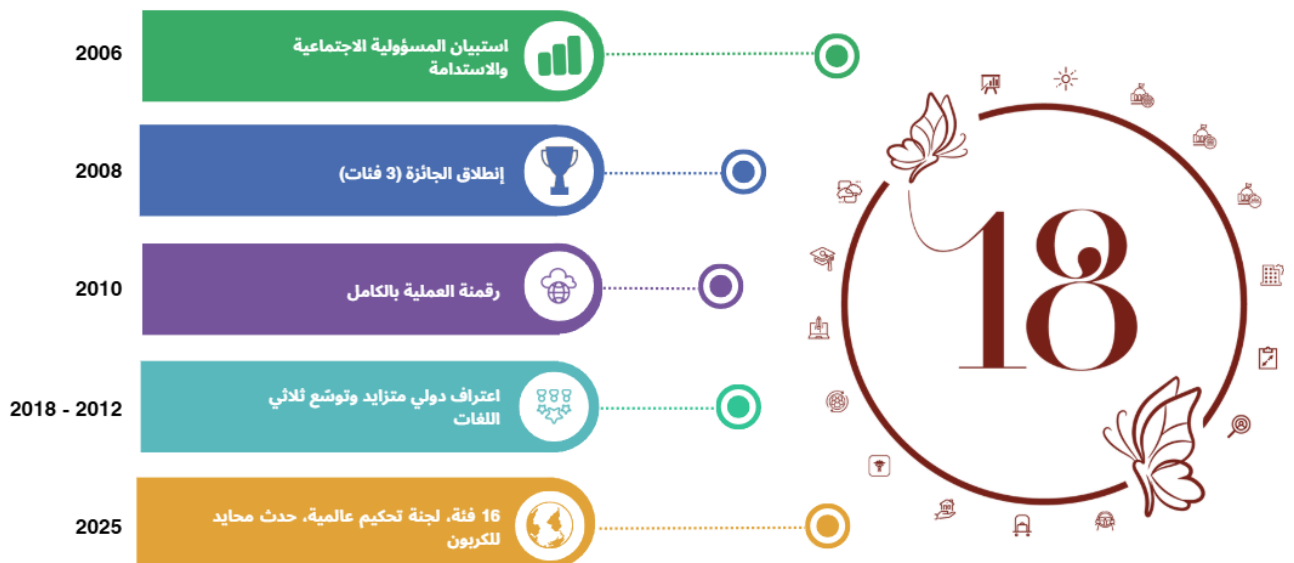 2006
استبيان المسؤولية الاجتماعية
والاستدامة
2008
إنطلاق الجائزة (3 فئات)
2010
رقمنة العملية بالكامل
2018 - 2012
اعتراف دولي متزايد وتوسّع ثلاثي
اللغات
2025
16 فئة، لجنة تحكيم عالمية، حدث محايد
للكربون
18